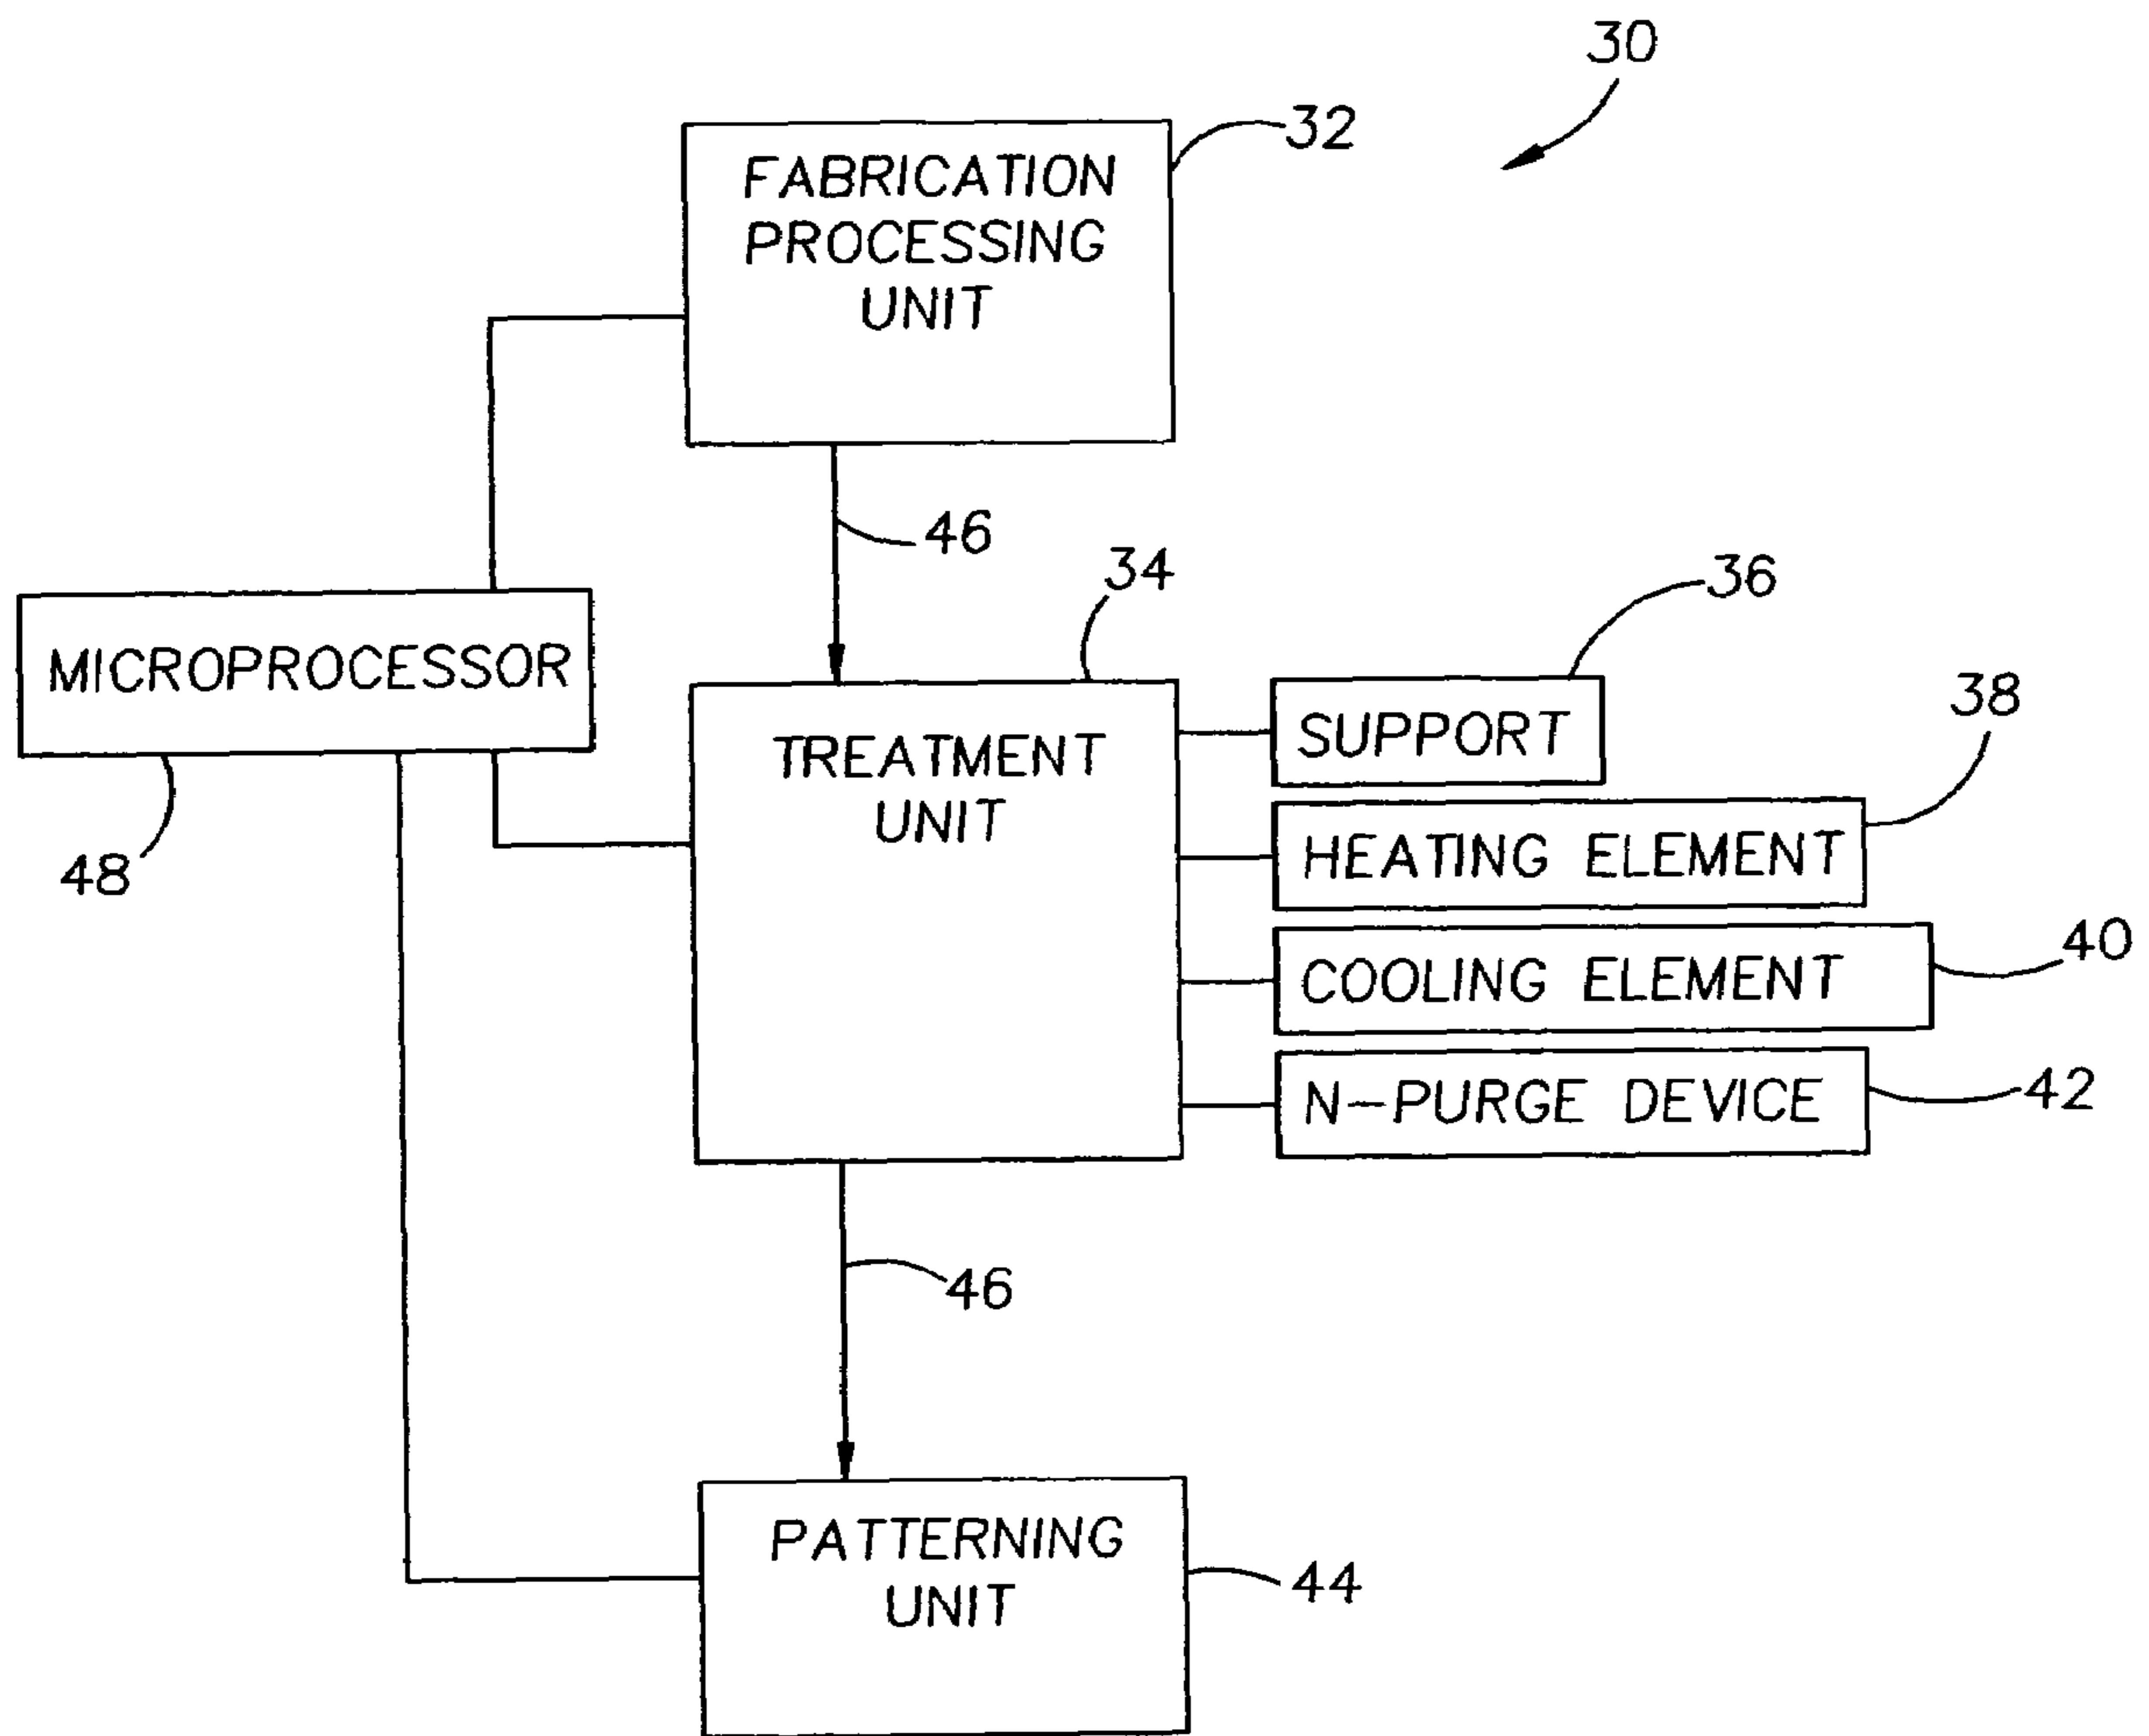 30
32
FABRICATION
PROCESSING
UNIT
46
34
36
MICROPROCESSOR
SUPPORT
38
TREATMENT
UNIT
HEATING ELEMENT
48
40
COOLING ELEMENT
N-PURGE DEVICE
42
46
PATTERNING
UNIT
44